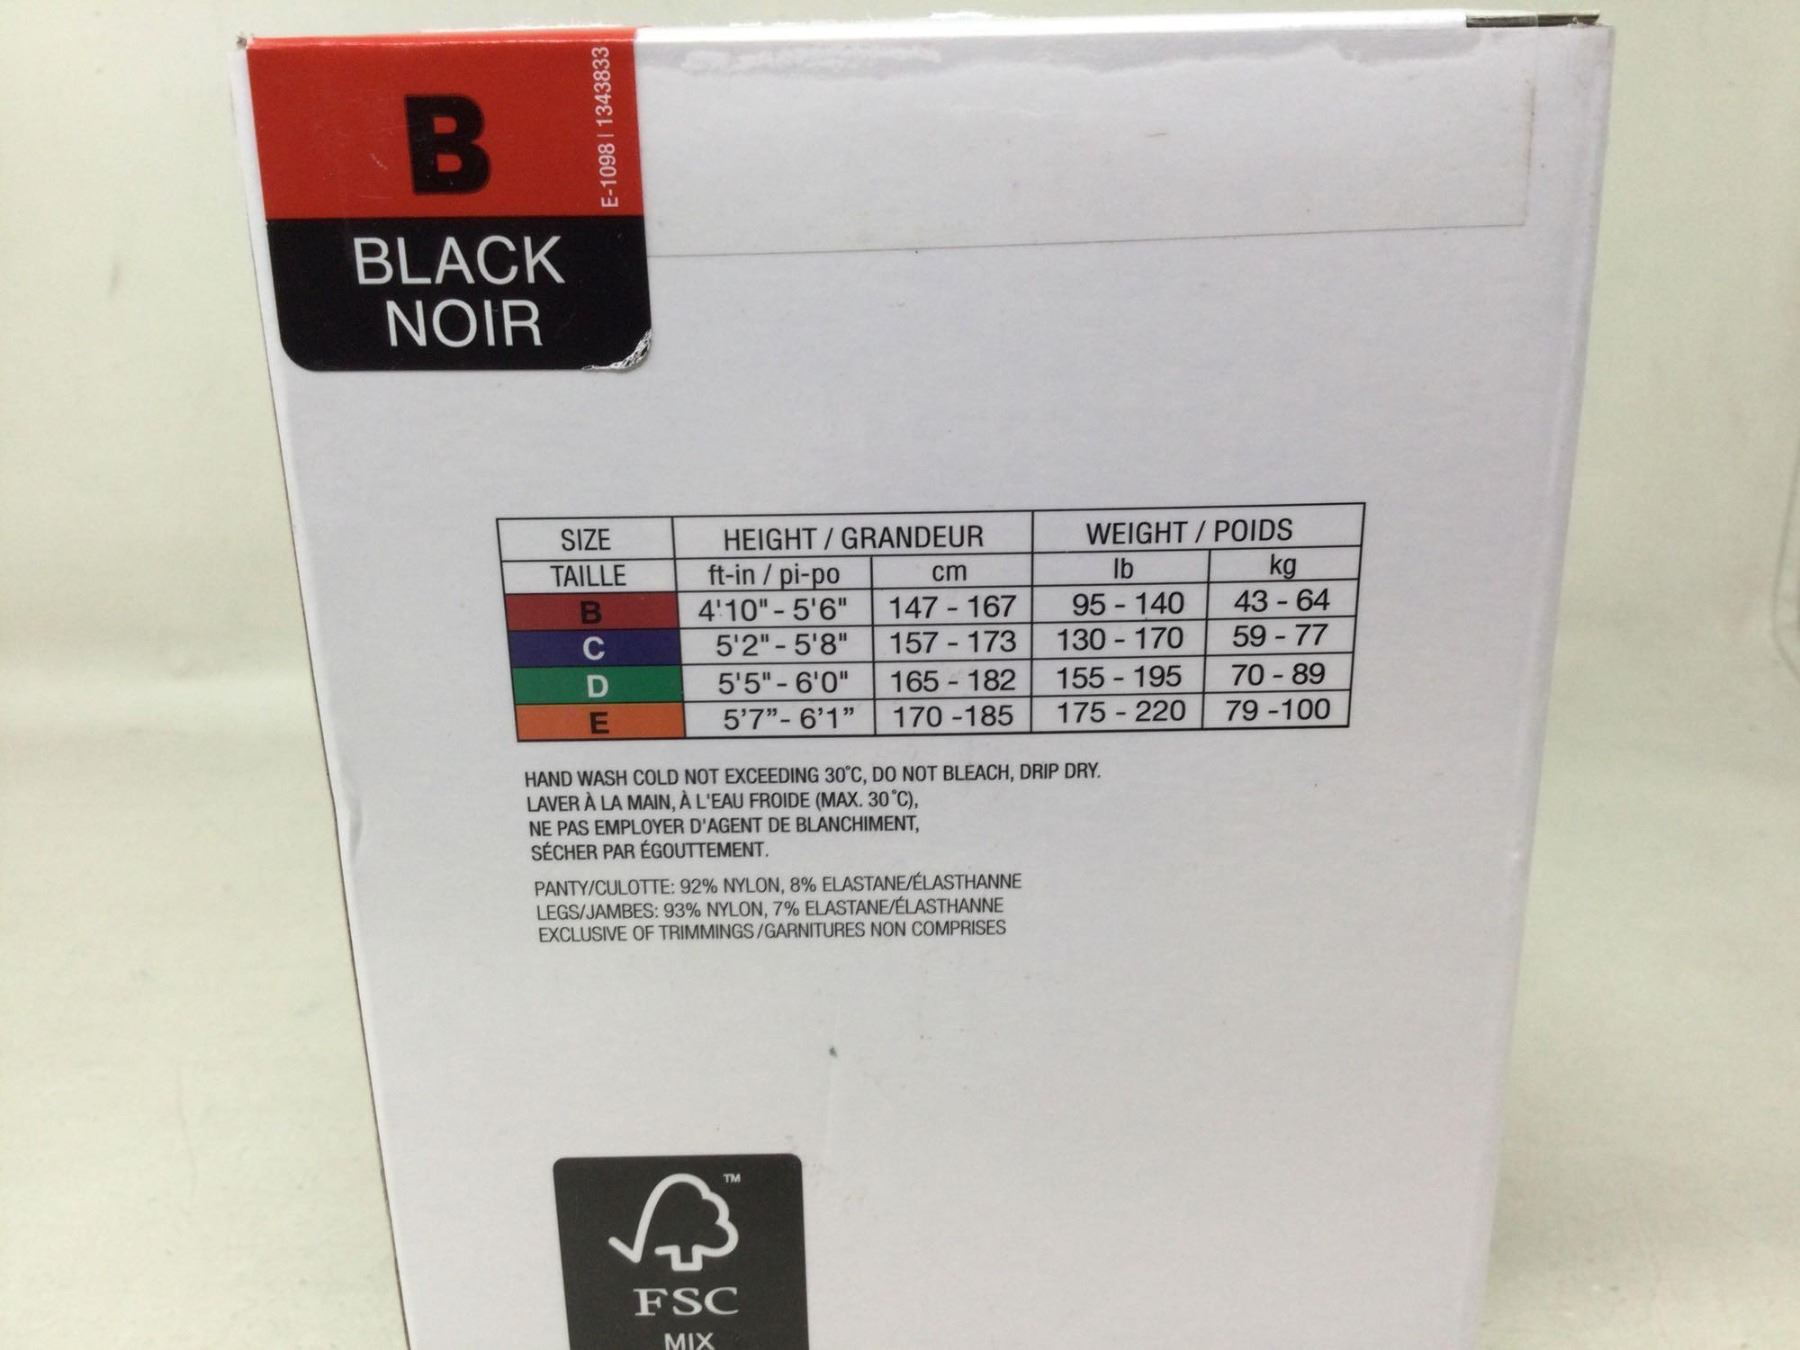 B
E-1098 | 1343833
BLACK
NOIR
SIZE HEIGHT / GRANDEUR WEIGHT / POIDS
TAILLE ft-in / pi-po cm lb kg
B 4'10" - 5'6" 147 - 167 95 - 140 43 - 64
C 5'2" - 5'8" 157 - 173 130 - 170 59 - 77
D 5'5" - 6'0" 165 - 182 155 - 195 70 - 89
E 5’7”- 6’1” 170 -185 175 - 220 79 -100
HAND WASH COLD NOT EXCEEDING 30°C, DO NOT BLEACH, DRIP DRY.
LAVER À LA MAIN, À L'EAU FROIDE (MAX. 30°C),
NE PAS EMPLOYER D'AGENT DE BLANCHIMENT,
SÉCHER PAR ÉGOUTTEMENT.
PANTY/CULOTTE: 92% NYLON, 8% ELASTANE/ÉLASTHANNE
LEGS/JAMBES: 93% NYLON, 7% ELASTANE/ÉLASTHANNE
EXCLUSIVE OF TRIMMINGS/GARNITURES NON COMPRISES
TM
FSC
MIX